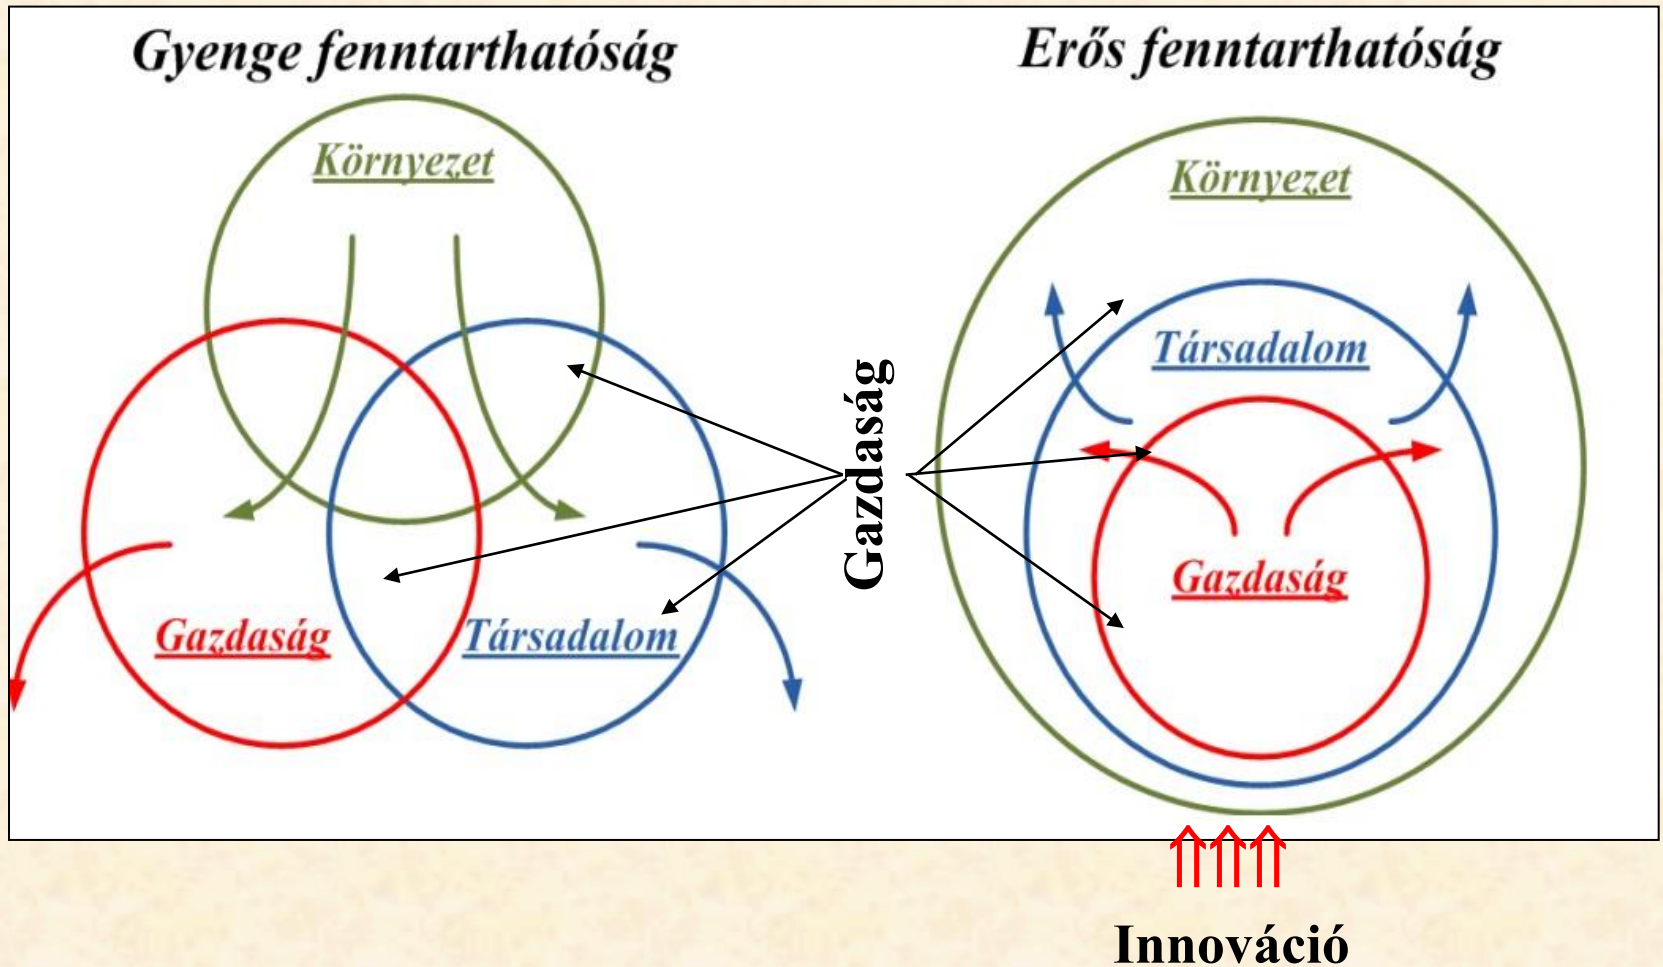 Gyenge fenntarthatóság
Erős fenntarthatóság
Környezet
Gazdaság
Társadalom
Gazdaság
Környezet
Társadalom
Gazdaság
Innováció